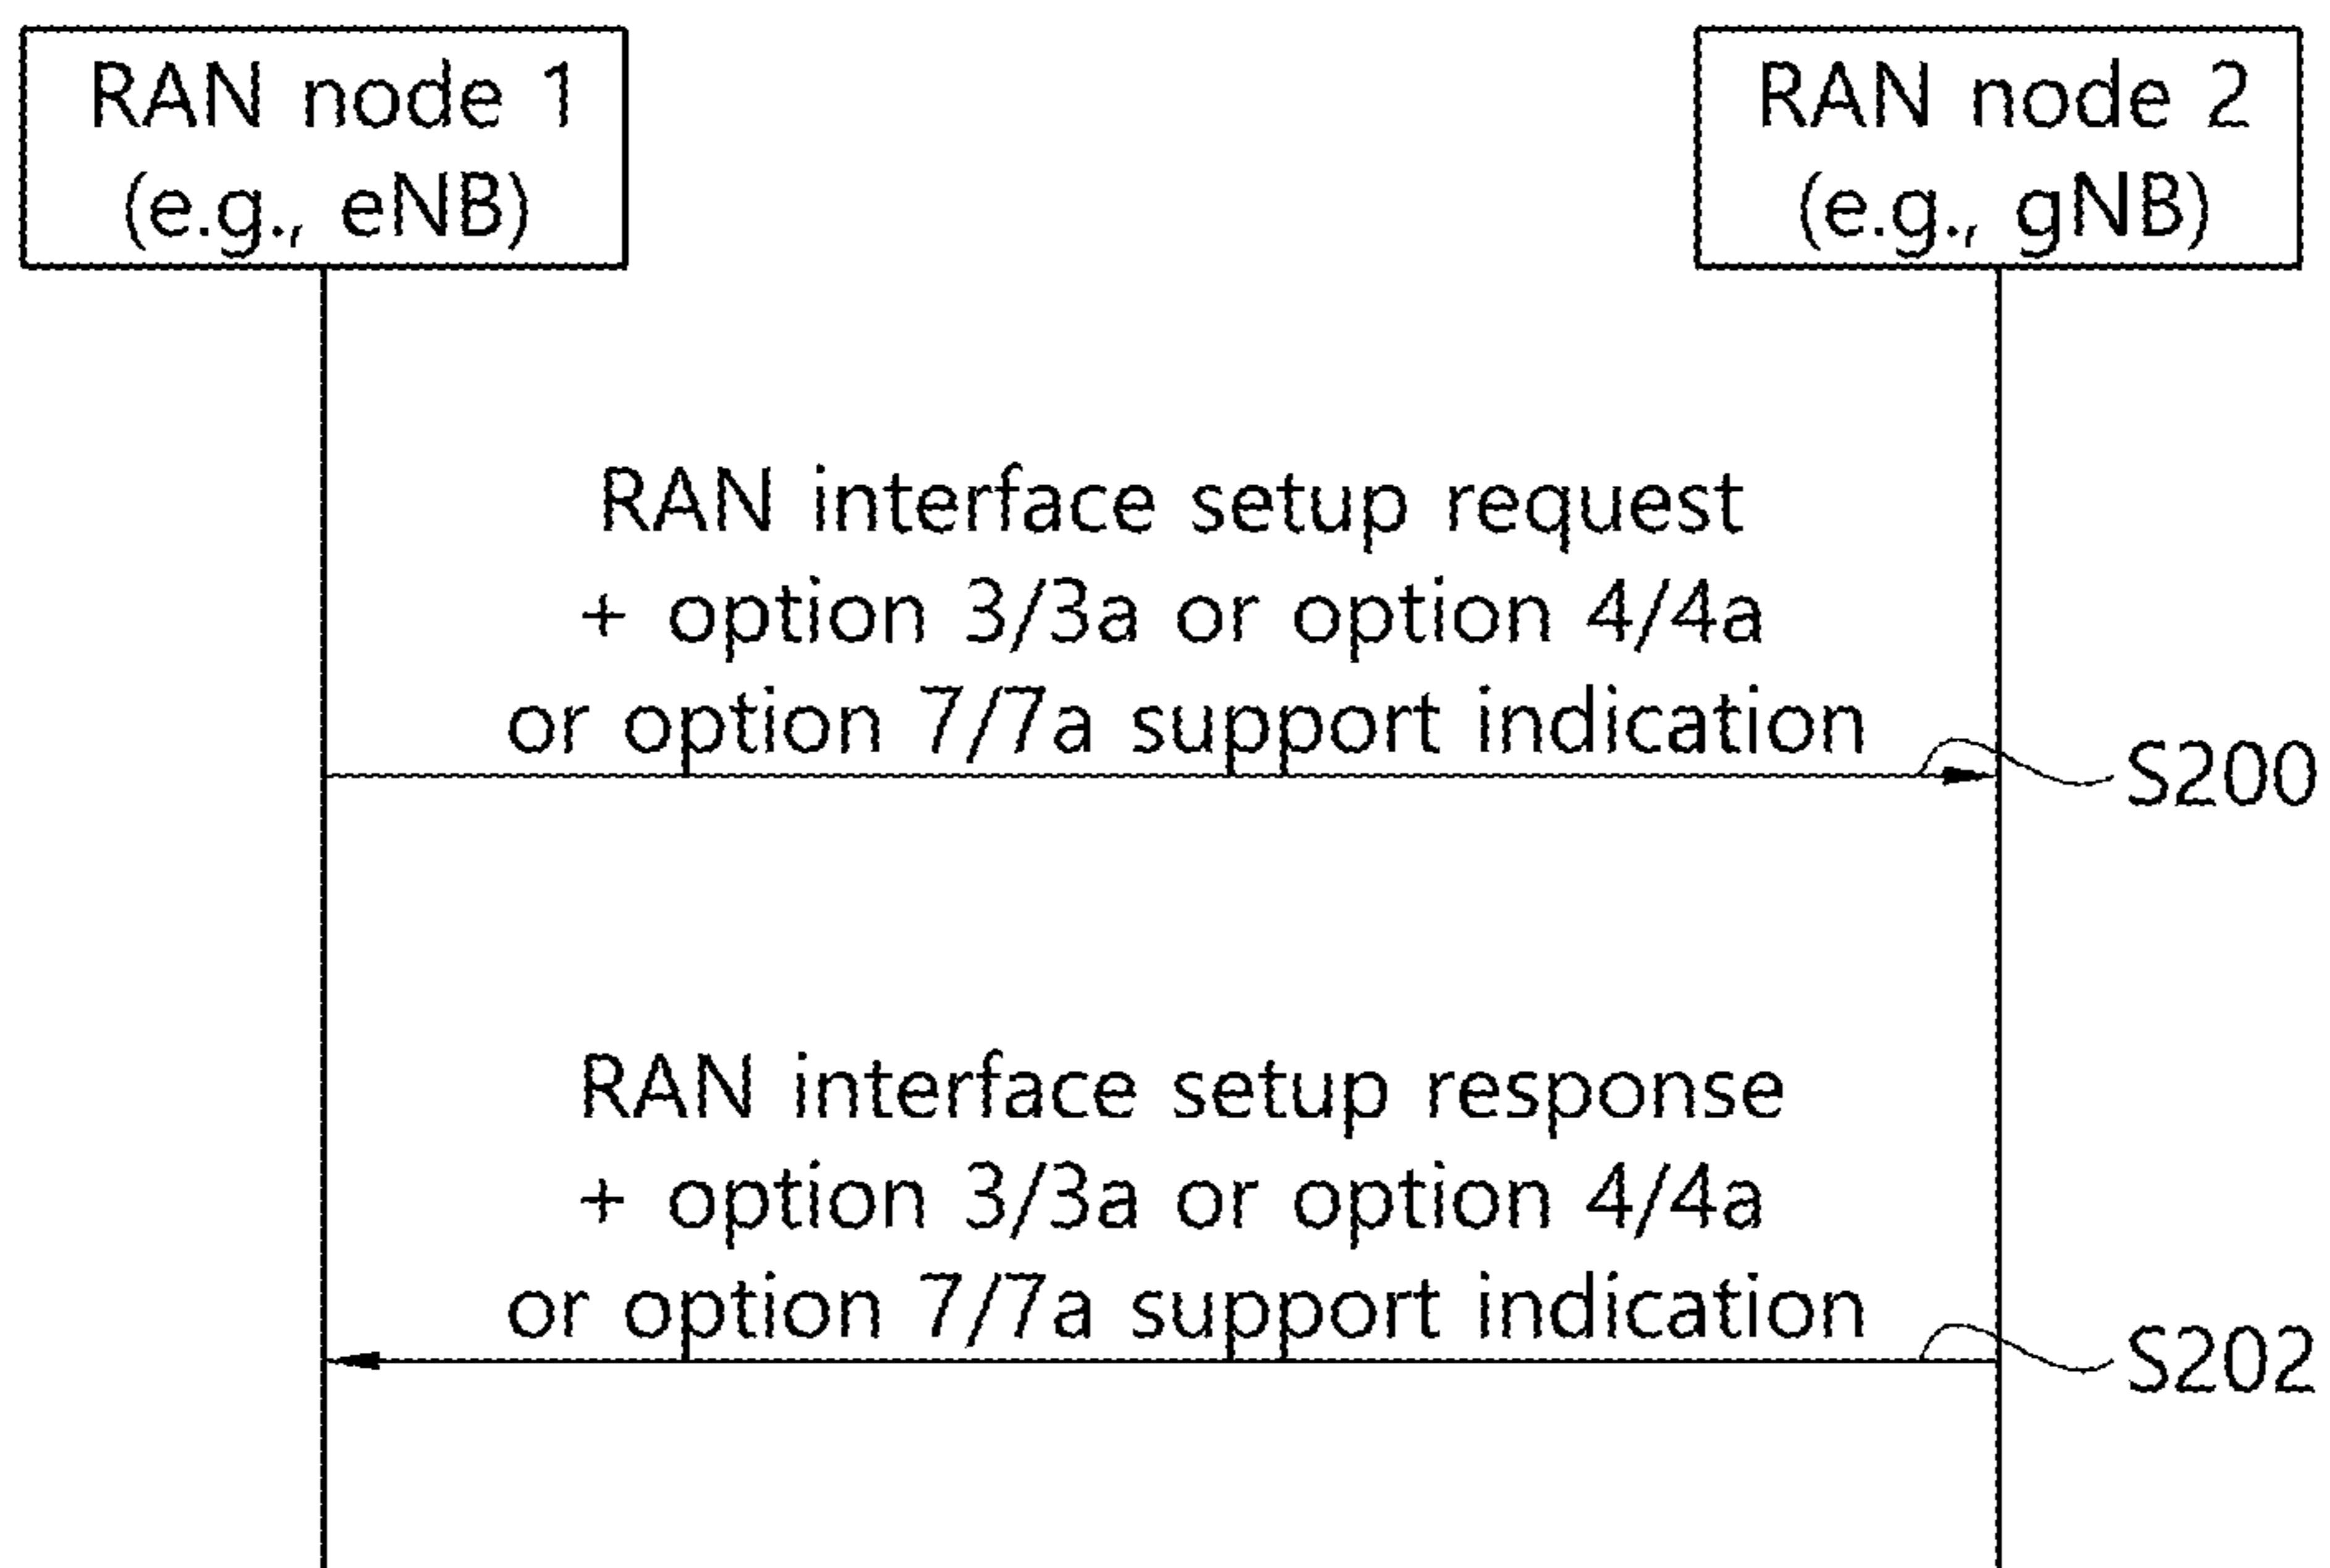 RAN node 1
(e.g., eNB)
RAN node 2
(e.g., gNB)
RAN interface setup request
+ option 3/3a or option 4/4a
or option 7/7a support indication
S200
RAN interface setup response
+ option 3/3a or option 4/4a
or option 7/7a support indication
S202